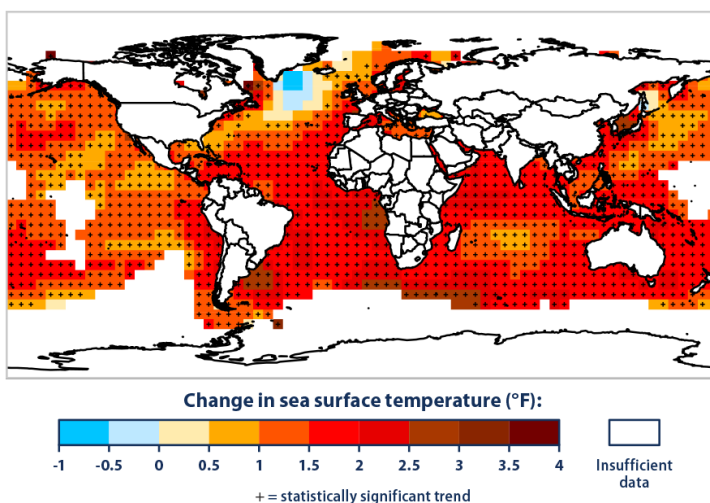 Change in sea surface temperature (°F):
-1 -0.5 0 0.5 1 1.5 2 2.5 3 3.5 4
Insufficient
data
+ = statistically significant trend